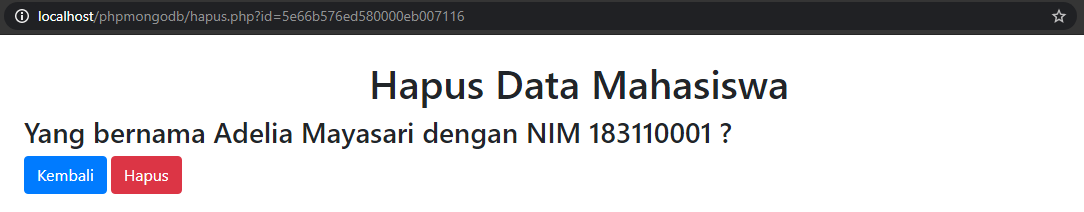 localhost/phpmongodb/hapus.php?id=5e66b576ed580000eb007116
Hapus Data Mahasiswa
Yang bernama Adelia Mayasari dengan NIM 183110001 ?
Kembali Hapus